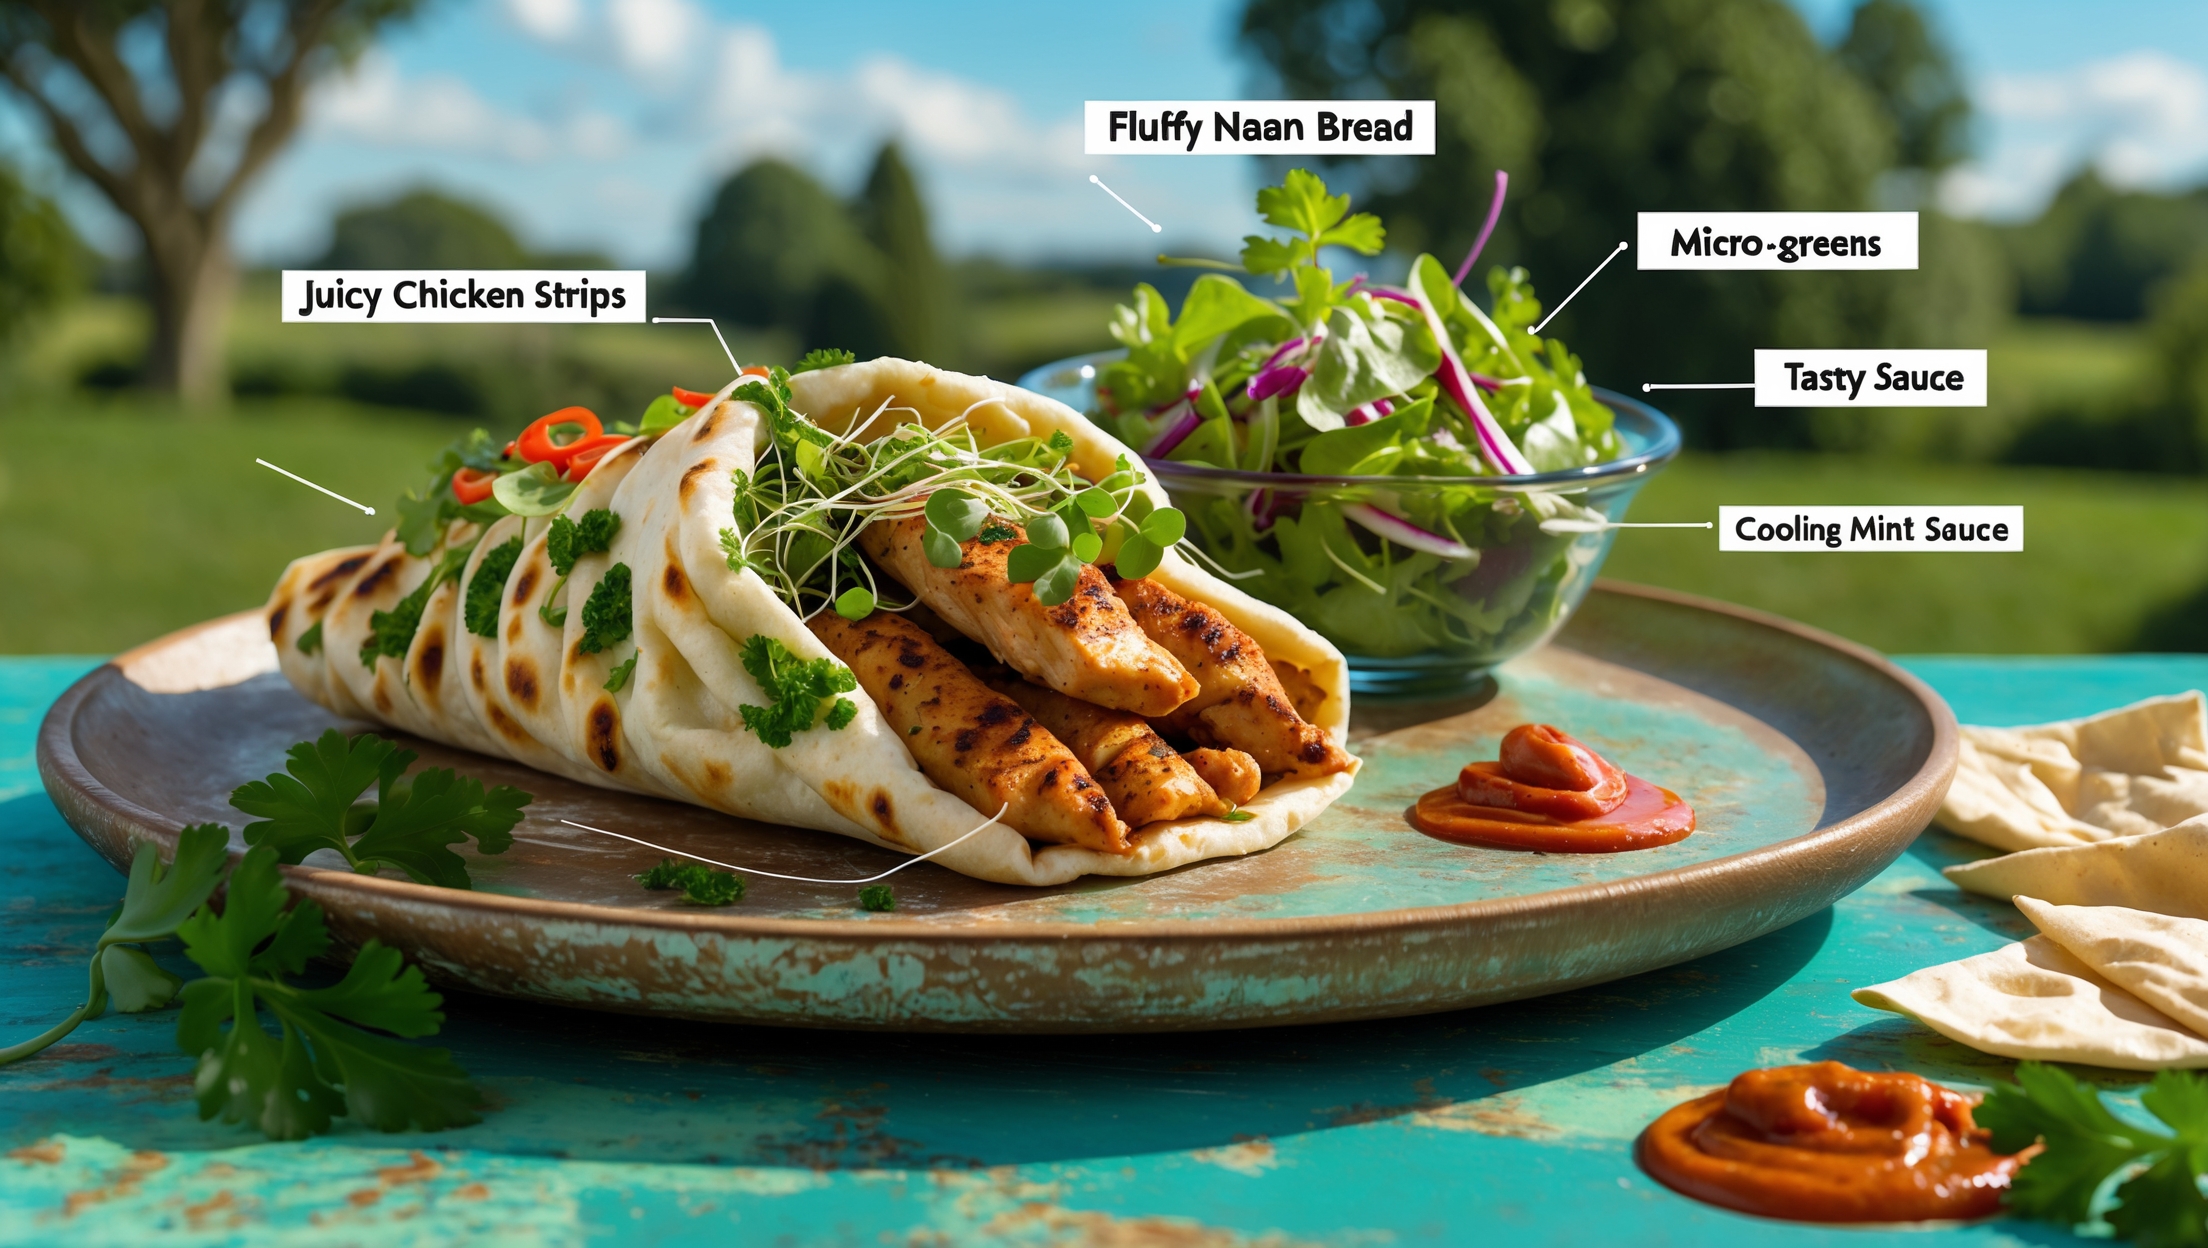 Fluffy Naan Bread
Micro-greens
Juicy Chicken Strips
Tasty Sauce
Cooling Mint Sauce